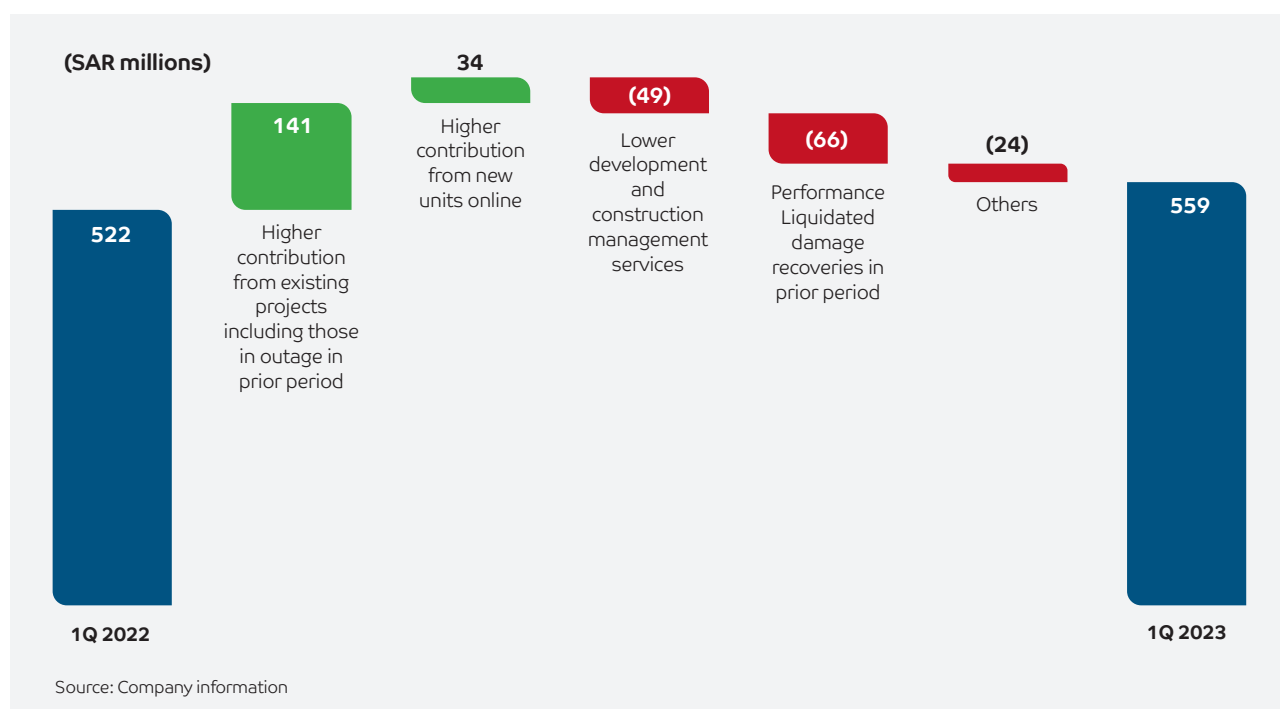 (SAR millions)
522
1Q 2022
141
Higher
contribution
from existing
projects
including those
in outage in
prior period
34
Higher
contribution
from new
units online
(49)
Lower
development
and
construction
management
services
(66)
Performance
Liquidated
damage
recoveries in
prior period
(24)
Others
559
1Q 2023
Source: Company information